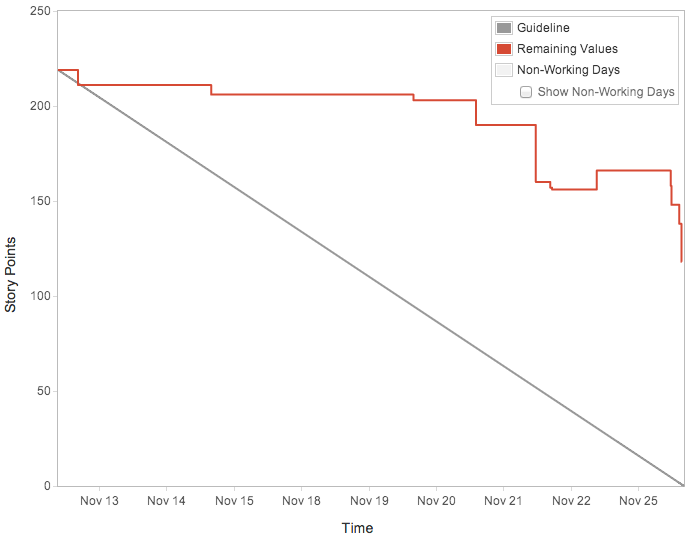 250
Guideline
Remaining Values
Non-Working Days
Show Non-Working Days
200
150
100
50
0
Story Points
Nov 13 Nov 14 Nov 15 Nov 18 Nov 19 Nov 20 Nov 21 Nov 22 Nov 25
Time